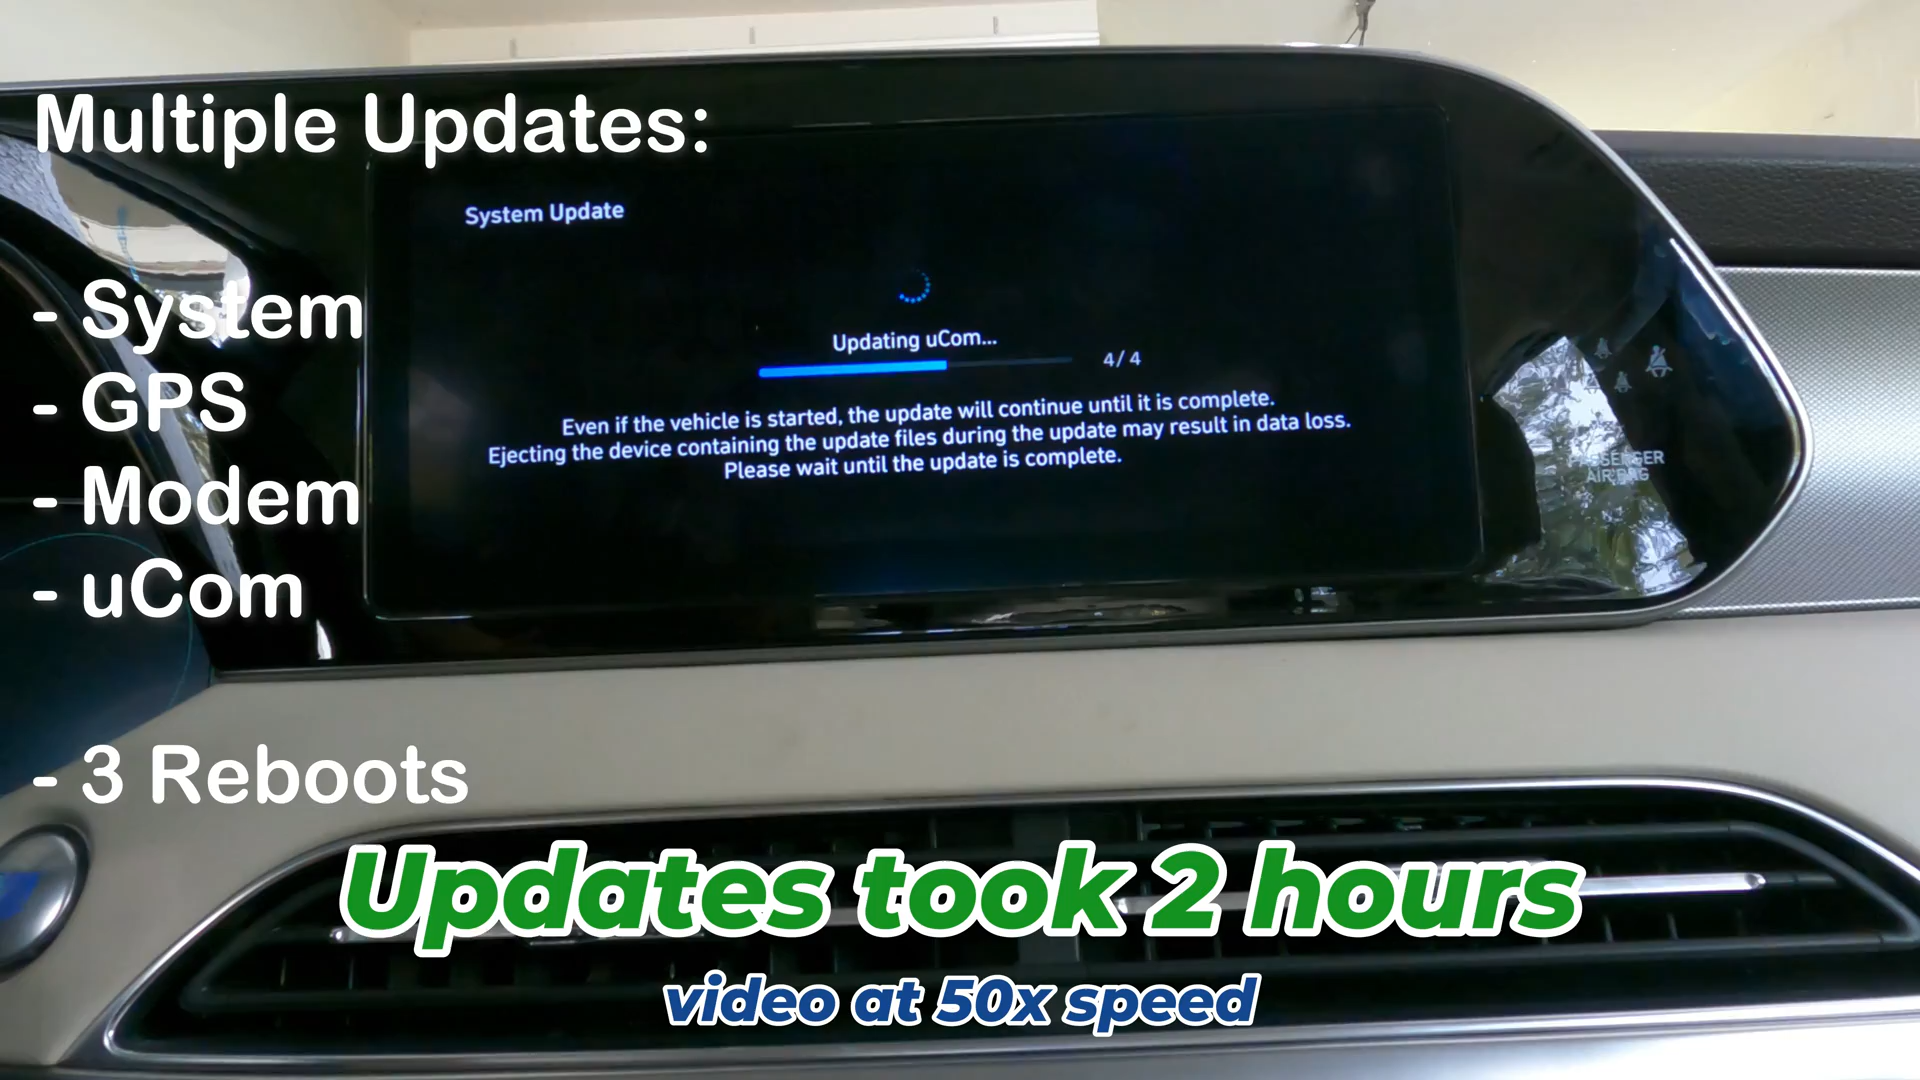 Multiple Updates:
- System
- GPS
- Modem
- uCom
- 3 Reboots
System Update
Updating uCom...
4/4
Even if the vehicle is started, the update will continue until it is complete.
Ejecting the device containing the update files during the update may result in data loss.
Please wait until the update is complete.
PASSENGER
AIR BAG
Updates took 2 hours
video at 50x speed